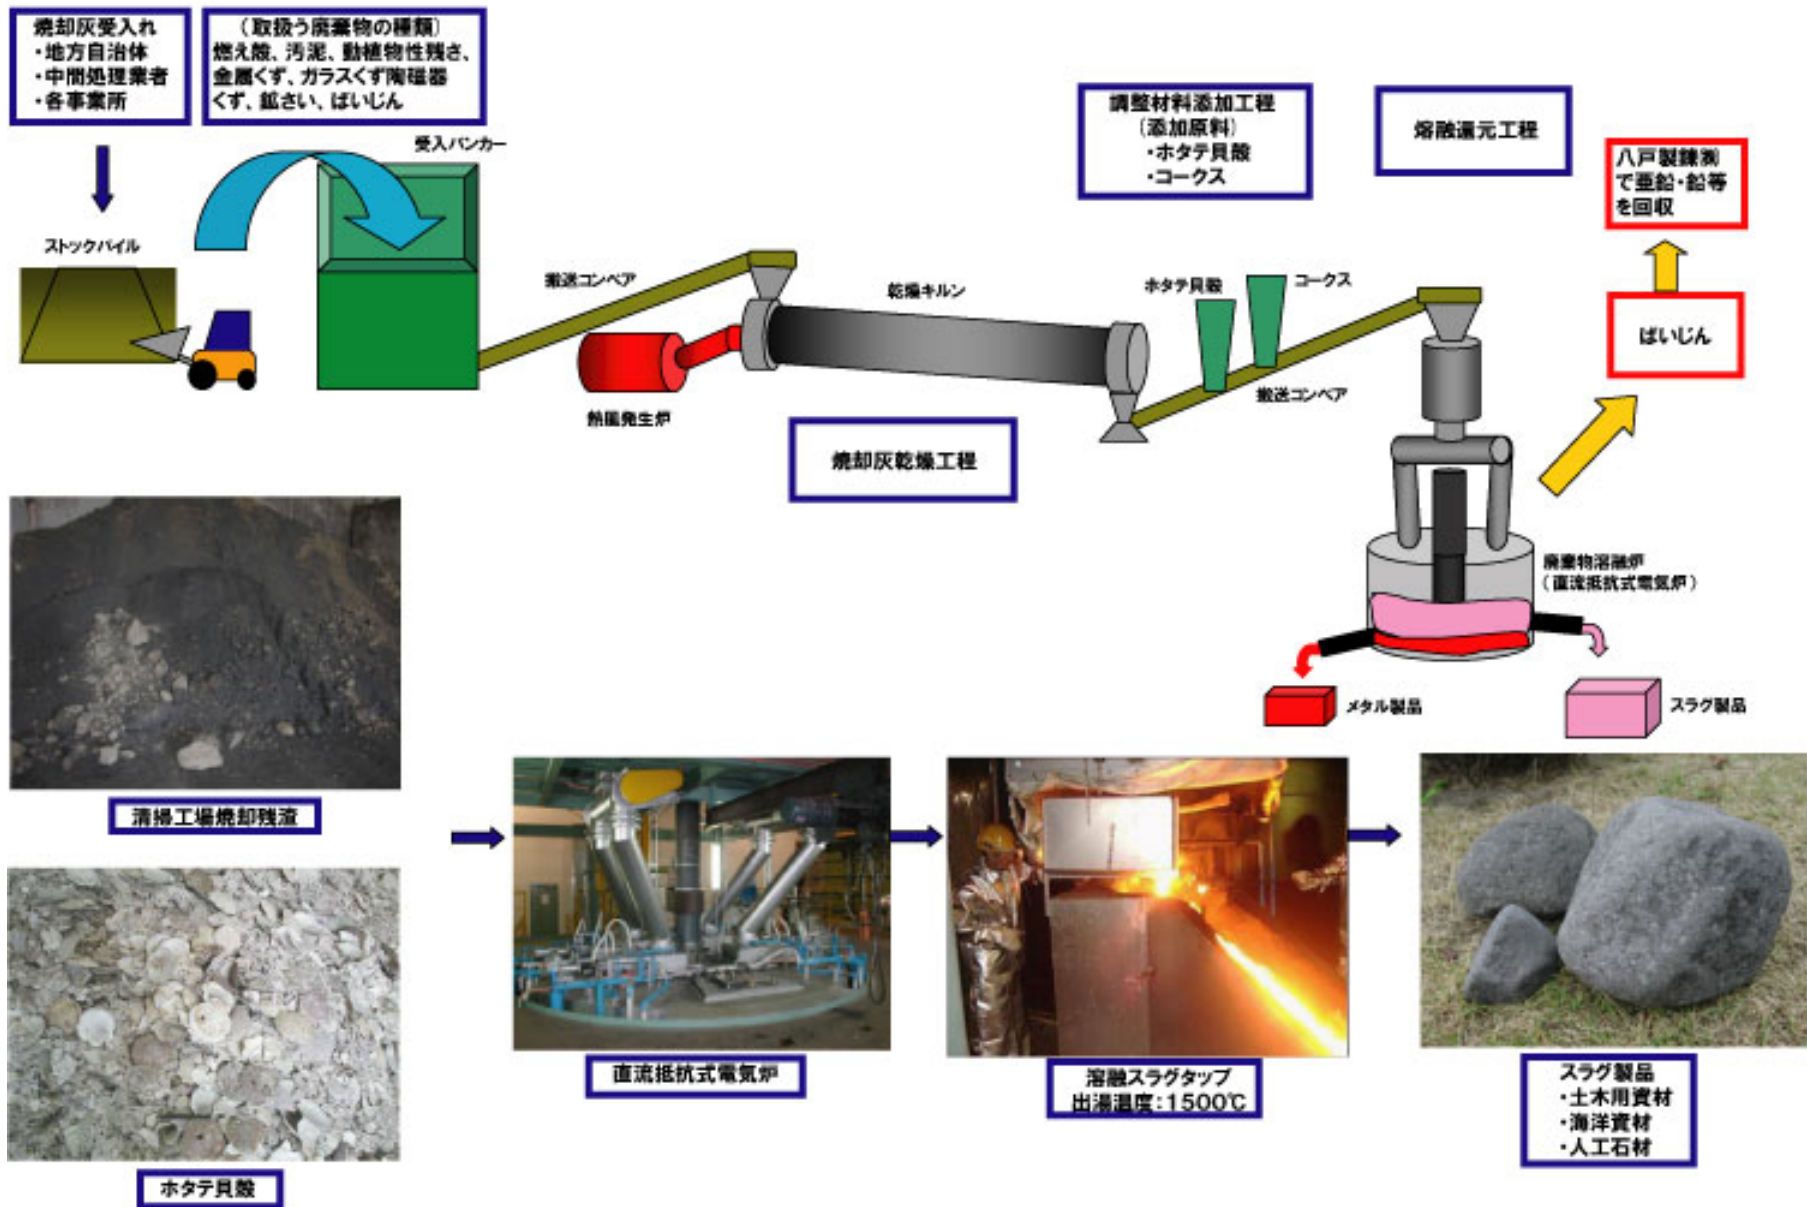 焼却灰受入れ
・地方自治体
・中間処理業者
・各事業所
(取扱う廃棄物の種類)
燃え殻、汚泥、動植物性残さ、
金属くず、ガラスくず陶磁器
くず、鉱さい、ばいじん
受入バンカー
ストックパイル
搬送コンベア
熱風発生炉
乾燥キルン
焼却灰乾燥工程
調整材料添加工程
(添加原料)
・ホタテ貝殻
・コークス
ホタテ貝殻
コークス
搬送コンベア
熔融還元工程
八戸製錬㈱
で亜鉛・鉛等
を回収
ばいじん
廃棄物溶融炉
(直流抵抗式電気炉)
メタル製品
スラグ製品
清掃工場焼却残渣
ホタテ貝殻
直流抵抗式電気炉
溶融スラグタップ
出湯温度:1500℃
スラグ製品
・土木用資材
・海洋資材
・人工石材